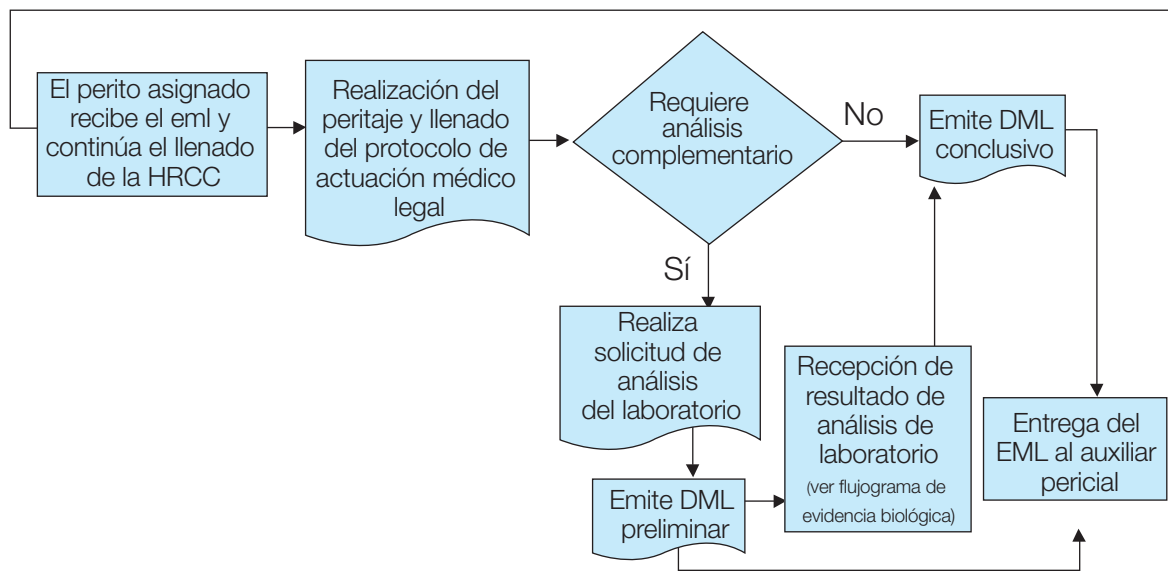 El perito asignado
recibe el eml y
continúa el llenado
de la HRCC
Realización del
peritaje y llenado
del protocolo de
actuación médico
legal
Requiere
análisis
complementario
No
Emite DML
conclusivo
Sí
Realiza
solicitud de
análisis
del laboratorio
Emite DML
preliminar
Recepción de
resultado de
análisis de
laboratorio
(ver flujograma de
evidencia biológica)
Entrega del
EML al auxiliar
pericial